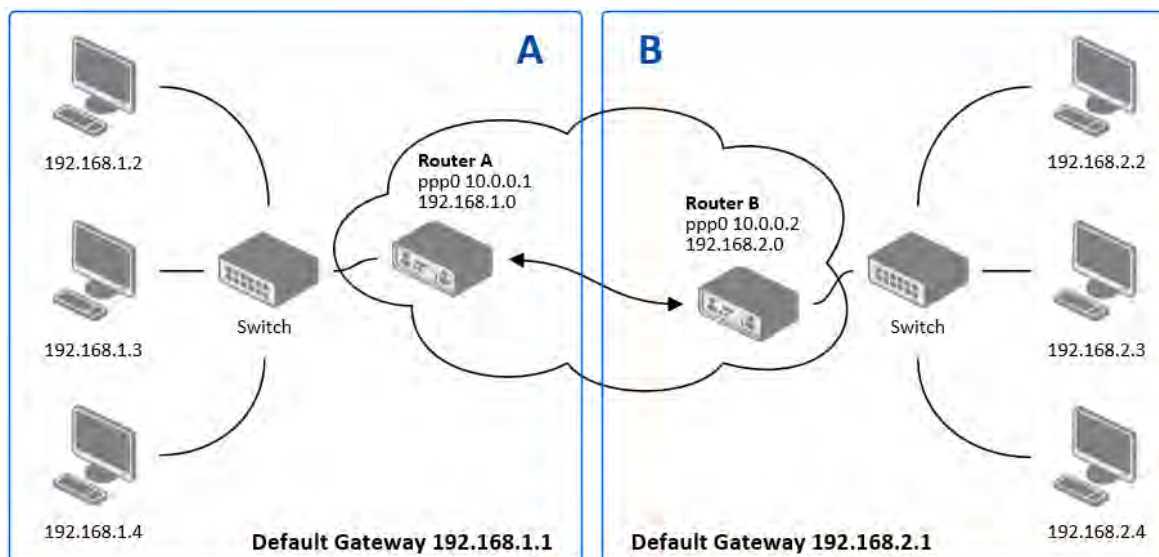 A
B
192.168.1.2
192.168.2.2
Router A
ppp0 10.0.0.1
192.168.1.0
Router B
ppp0 10.0.0.2
192.168.2.0
Switch
Switch
192.168.1.3
192.168.2.3
192.168.1.4
192.168.2.4
Default Gateway 192.168.1.1
Default Gateway 192.168.2.1